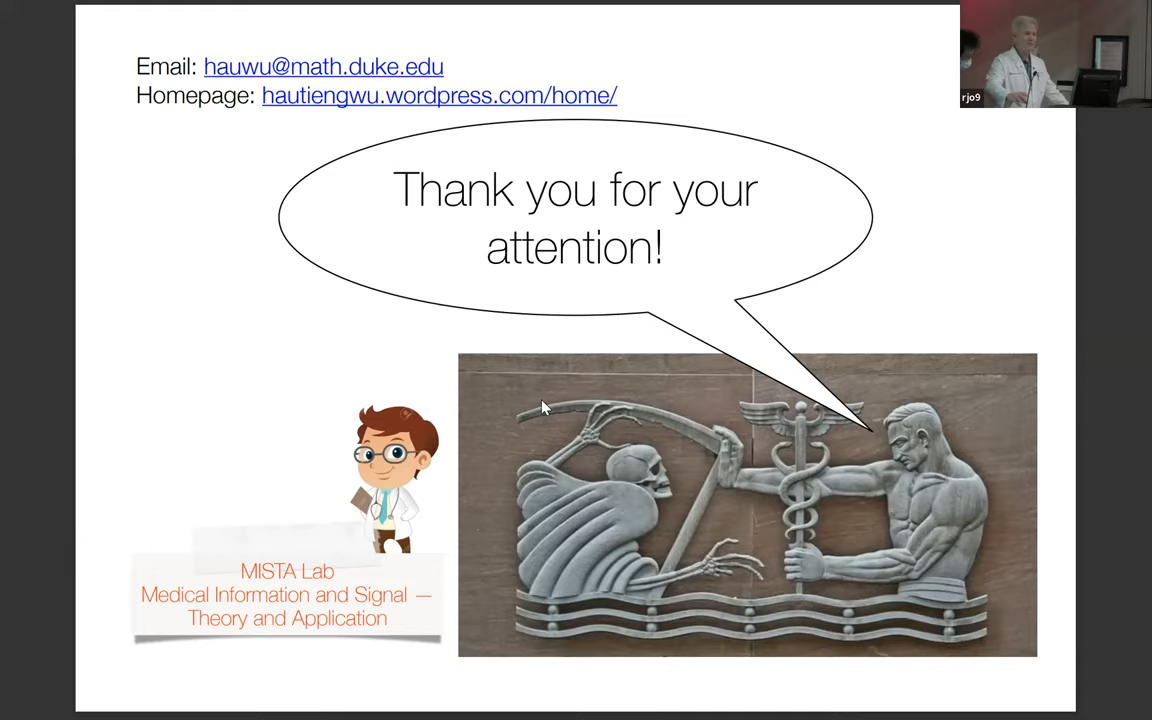 Email: hauwu@math.duke.edu
Homepage: hautiengwu.wordpress.com/home/
rjo9
Thank you for your
attention!
MISTA Lab
Medical Information and Signal —
Theory and Application